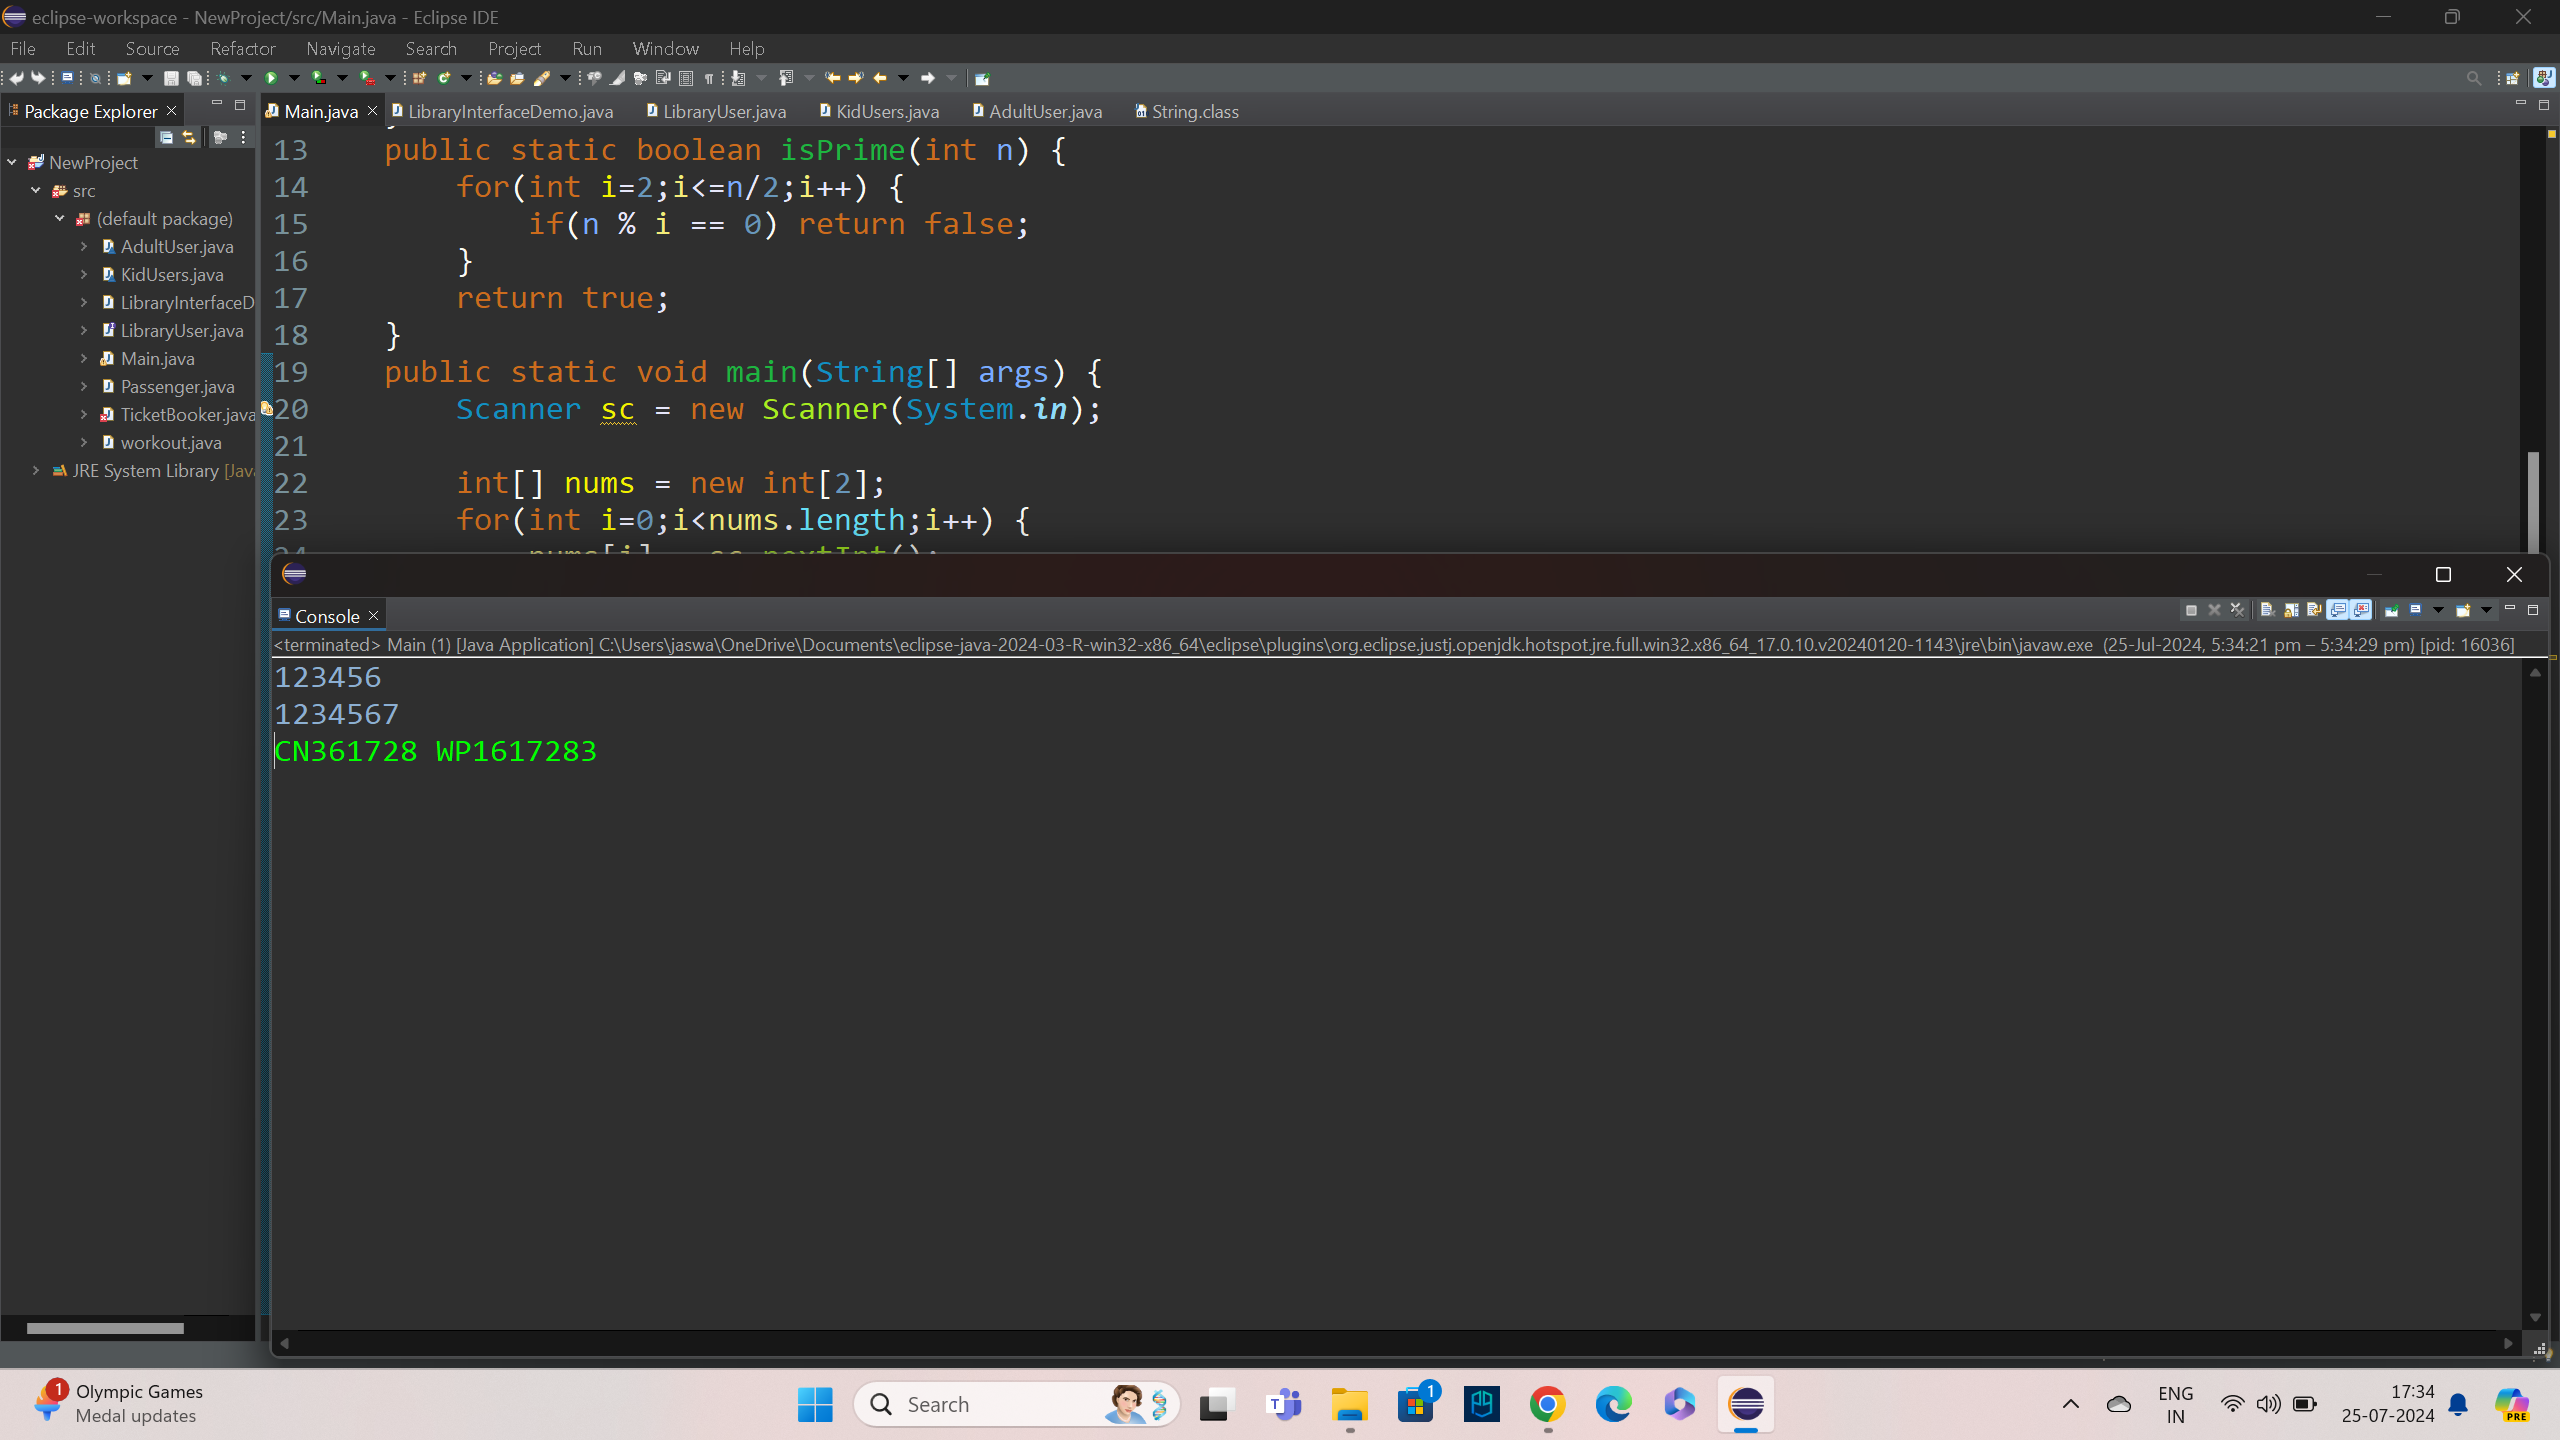 eclipse-workspace - NewProject/src/Main.java - Eclipse IDE
File Edit Source Refactor Navigate Search Project Run Window Help
Package Explorer
Main.java LibraryInterfaceDemo.java LibraryUser.java KidUsers.java AdultUser.java String.class
NewProject
src
(default package)
AdultUser.java
KidUsers.java
LibraryInterfaceD
LibraryUser.java
Main.java
Passenger.java
TicketBooker.java
workout.java
JRE System Library [Java
13 public static boolean isPrime(int n) {
14 for(int i=2;i<=n/2;i++) {
15 if(n % i == 0) return false;
16 }
17 return true;
18 }
19 public static void main(String[] args) {
20 Scanner sc = new Scanner(System.in);
21
22 int[] nums = new int[2];
23 for(int i=0;i<nums.length;i++) {
24 nums[i] = sc.nextInt();
Console
<terminated> Main (1) [Java Application] C:\Users\jaswa\OneDrive\Documents\eclipse-java-2024-03-R-win32-x86_64\eclipse\plugins\org.eclipse.justj.openjdk.hotspot.jre.full.win32.x86_64_17.0.10.v20240120-1143\jre\bin\javaw.exe (25-Jul-2024, 5:34:21 pm – 5:34:29 pm) [pid: 16036]
123456
1234567
CN361728 WP1617283
1
Olympic Games
Medal updates
Search
1
ENG
IN
17:34
25-07-2024
PRE